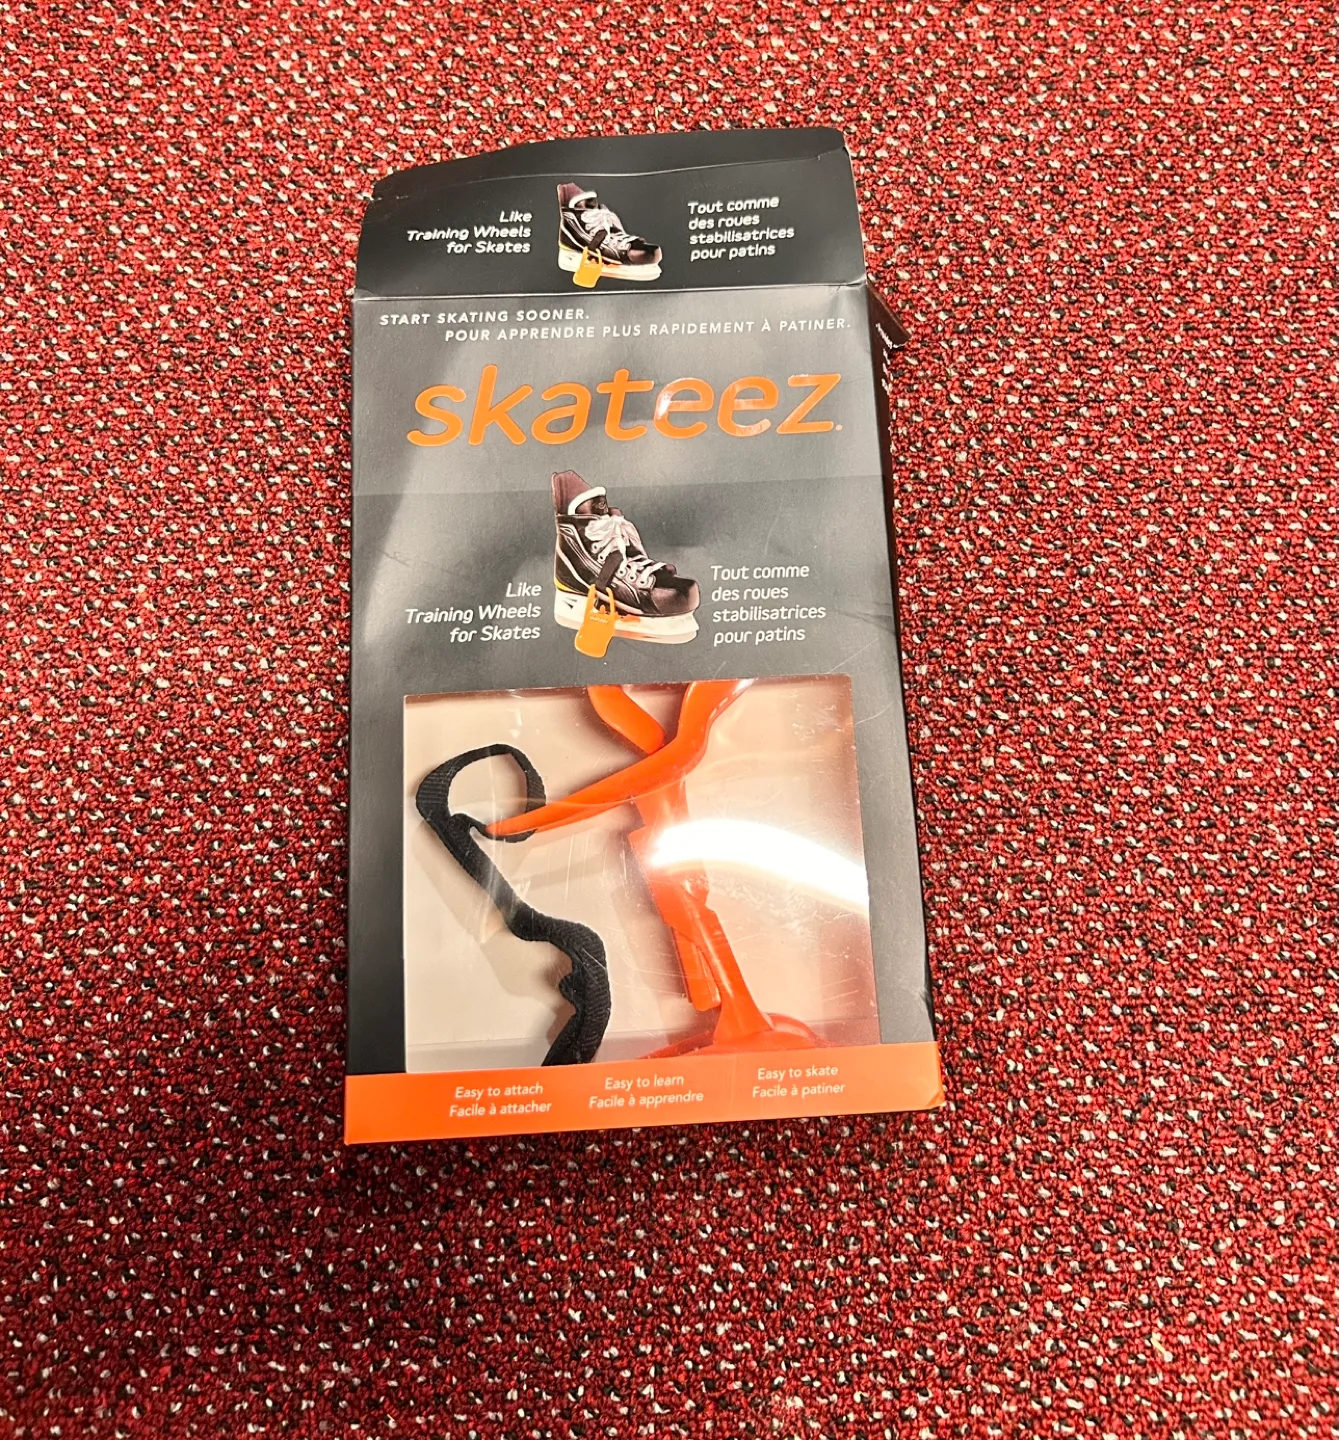 Like
Training Wheels
for Skates
Tout comme
des roues
stabilisatrices
pour patins
START SKATING SOONER.
POUR APPRENDRE PLUS RAPIDEMENT À PATINER.
skateez
Like
Training Wheels
for Skates
Tout comme
des roues
stabilisatrices
pour patins
Easy to attach
Facile à attacher
Easy to learn
Facile à apprendre
Easy to skate
Facile à patiner